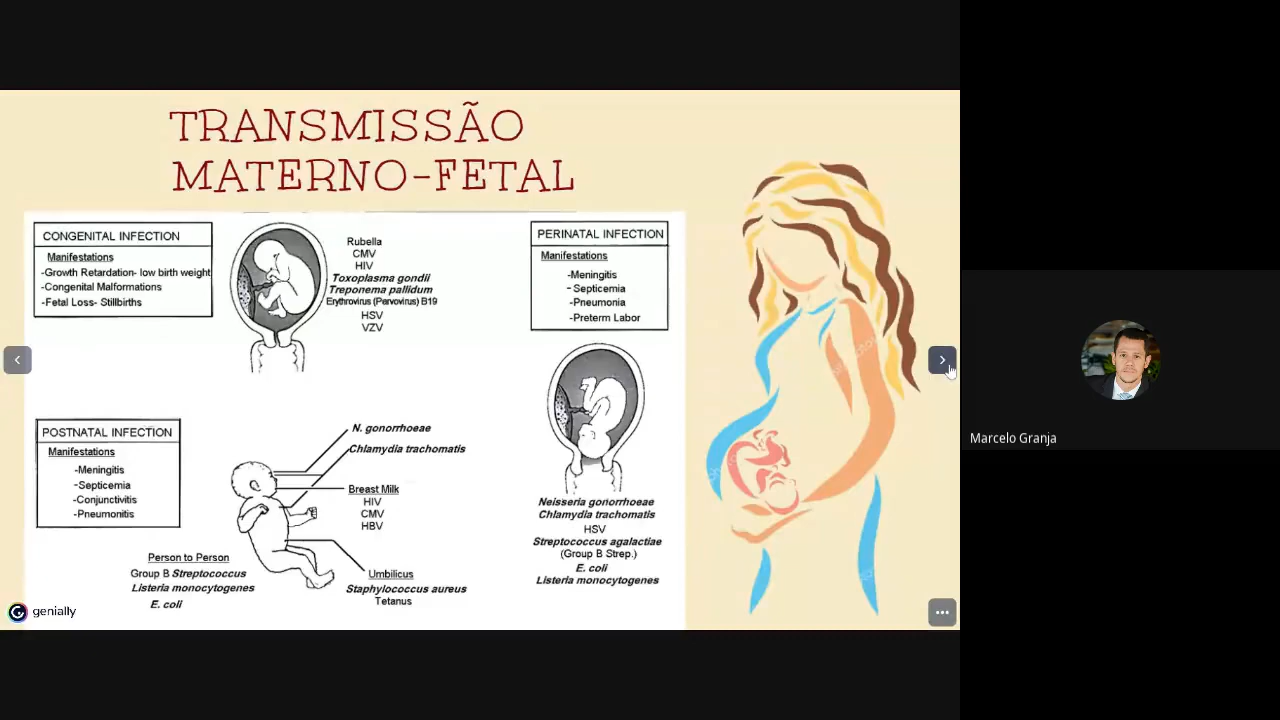 TRANSMISSÃO
MATERNO-FETAL
CONGENITAL INFECTION
Manifestations
-Growth Retardation- low birth weight
-Congenital Malformations
-Fetal Loss- Stillbirths
Rubella
CMV
HIV
Toxoplasma gondii
Treponema pallidum
Erythrovirus (Parvovirus) B19
HSV
VZV
PERINATAL INFECTION
Manifestations
-Meningitis
-Septicemia
-Pneumonia
-Preterm Labor
Neisseria gonorrhoeae
Chlamydia trachomatis
HSV
Streptococcus agalactiae
(Group B Strep.)
E. coli
Listeria monocytogenes
POSTNATAL INFECTION
Manifestations
-Meningitis
-Septicemia
-Conjunctivitis
-Pneumonitis
N. gonorrhoeae
Chlamydia trachomatis
Breast Milk
HIV
CMV
HBV
Person to Person
Group B Streptococcus
Listeria monocytogenes
E. coli
Umbilicus
Staphylococcus aureus
Tetanus
genially
Marcelo Granja